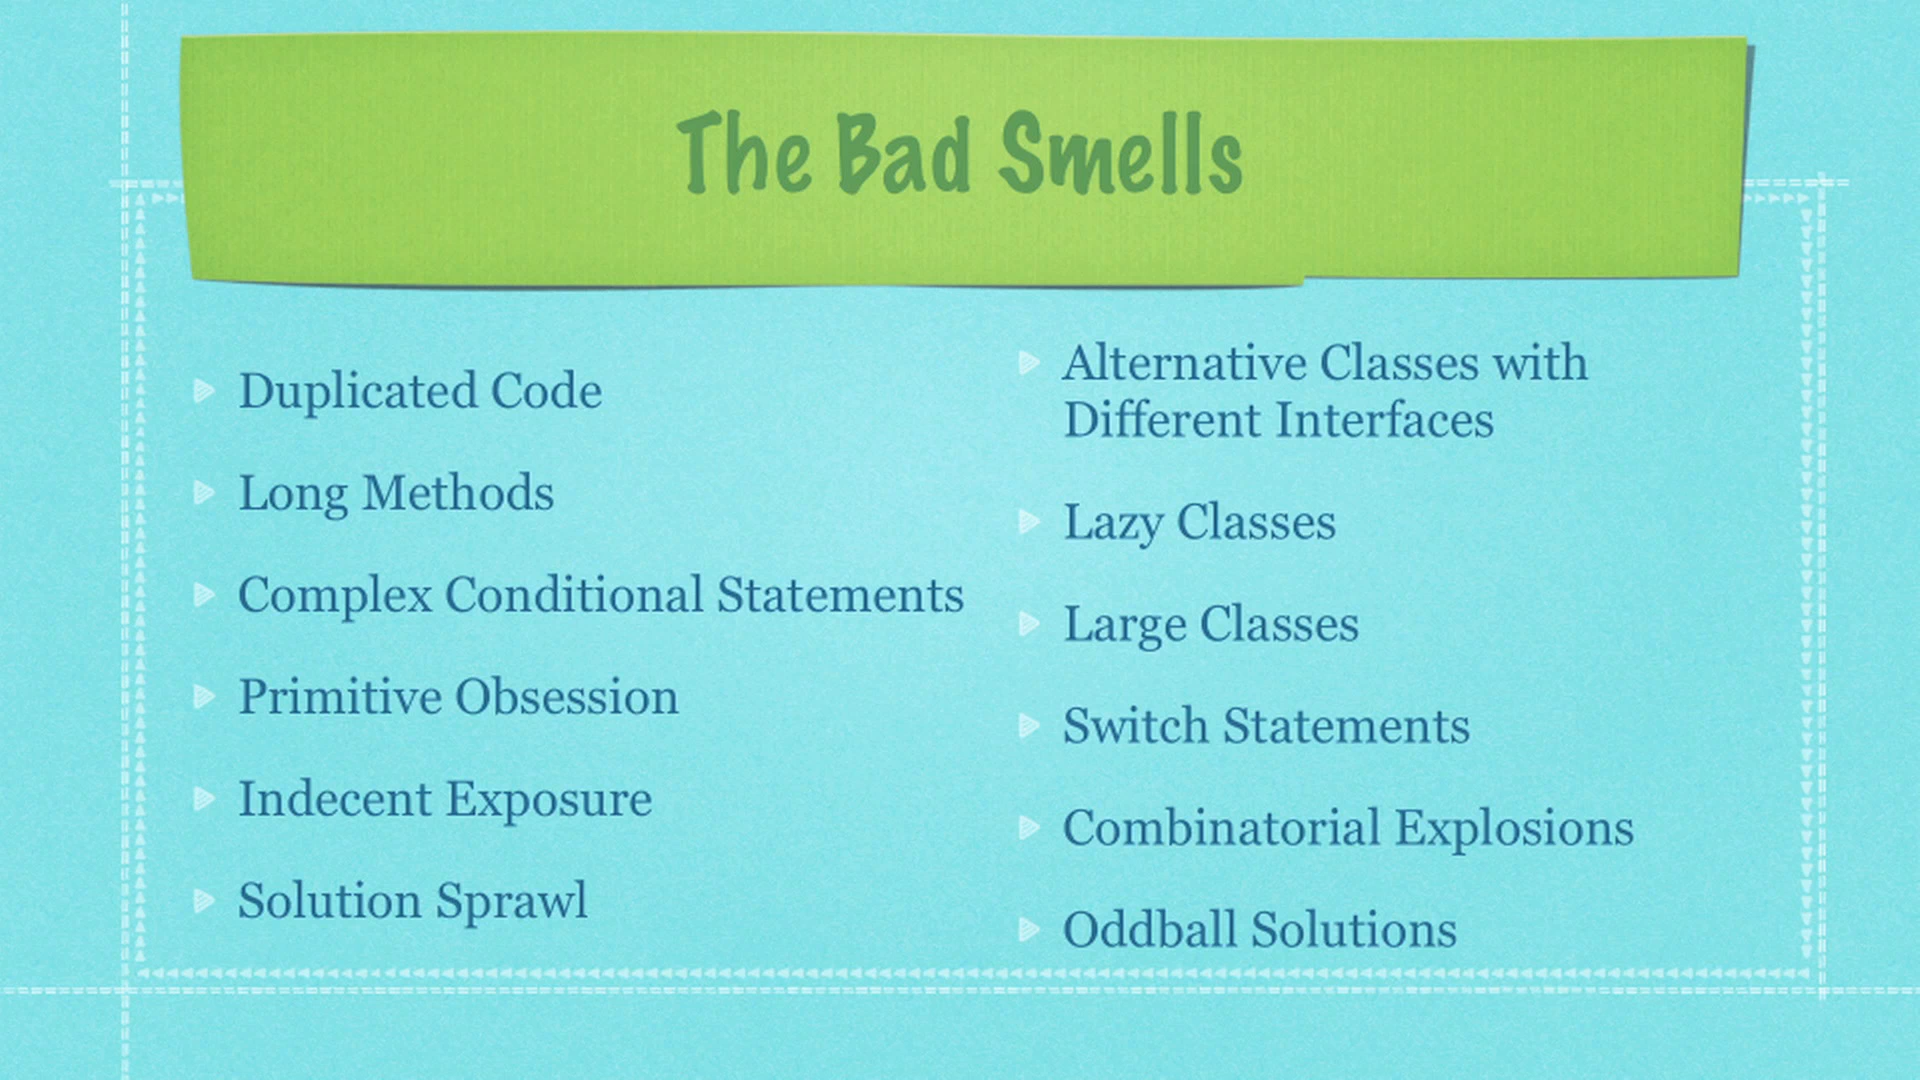 The Bad Smells
Duplicated Code
Long Methods
Complex Conditional Statements
Primitive Obsession
Indecent Exposure
Solution Sprawl
Alternative Classes with
Different Interfaces
Lazy Classes
Large Classes
Switch Statements
Combinatorial Explosions
Oddball Solutions